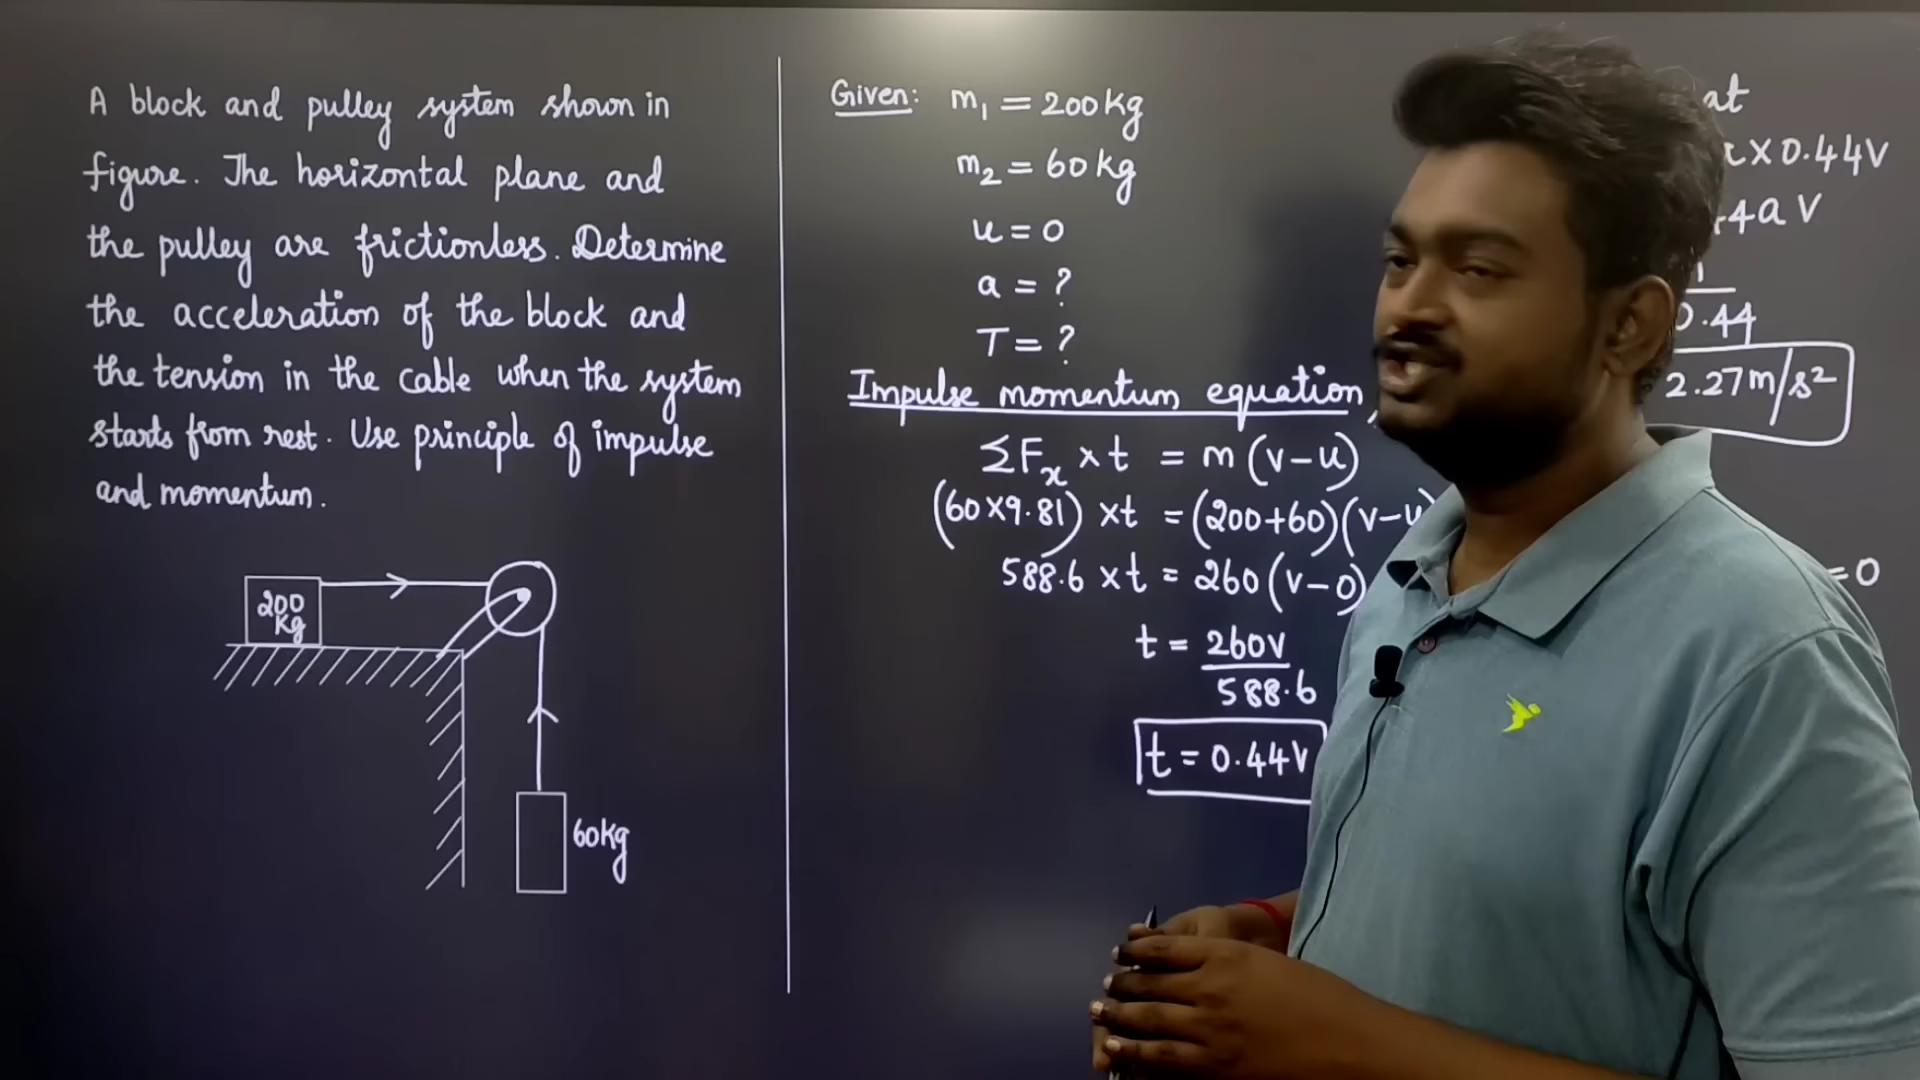 A block and pulley system shown in
figure. The horizontal plane and
the pulley are frictionless. Determine
the acceleration of the block and
the tension in the cable when the system
starts from rest. Use principle of impulse
and momentum.
200
Kg
60kg
Given: m₁ = 200kg
m₂ = 60kg
u = 0
a = ?
T = ?
Impulse momentum equation,
ΣFₓ × t = m (v-u)
(60×9.81) × t = (200+60)(v-u)
588.6 × t = 260 (v-0)
t = 260v
588.6
t = 0.44v
at
×0.44V
4a V
1
0.44
2.27m/s²
=0